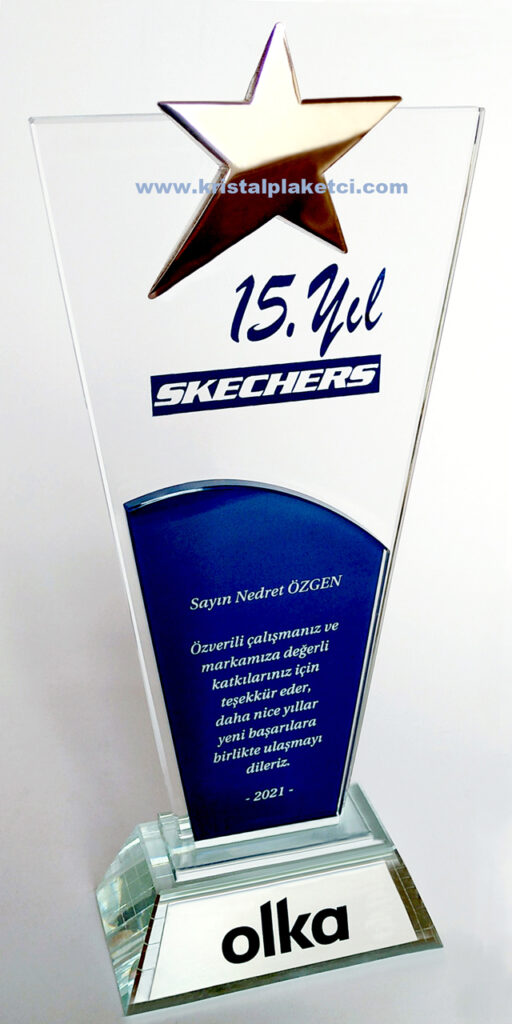 www.kristalplaketci.com
15. Yıl
SKECHERS
Sayın Nedret ÖZGEN
Özverili çalışmanız ve
markamıza değerli
katkılarınız için
teşekkür eder,
daha nice yıllar
yeni başarılara
birlikte ulaşmayı
dileriz.
- 2021 -
olka